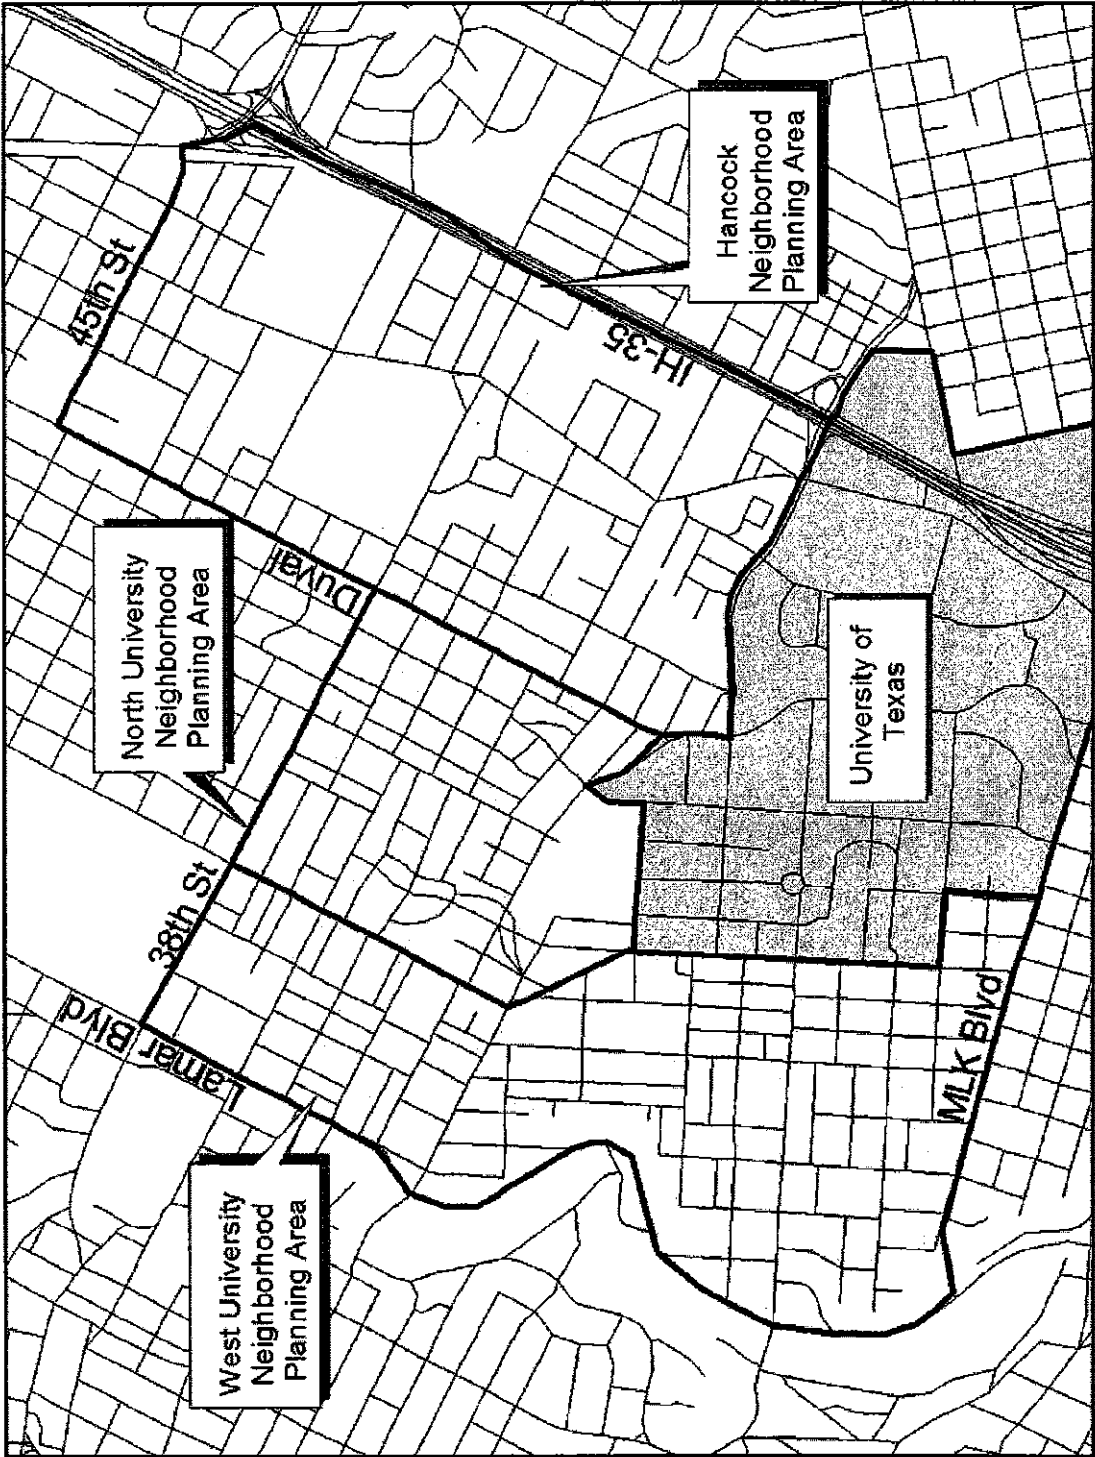 West University
Neighborhood
Planning Area
Lamar Blvd
38th St
North University
Neighborhood
Planning Area
Duval
45th St
IH-35
Hancock
Neighborhood
Planning Area
University of
Texas
MLK Blvd